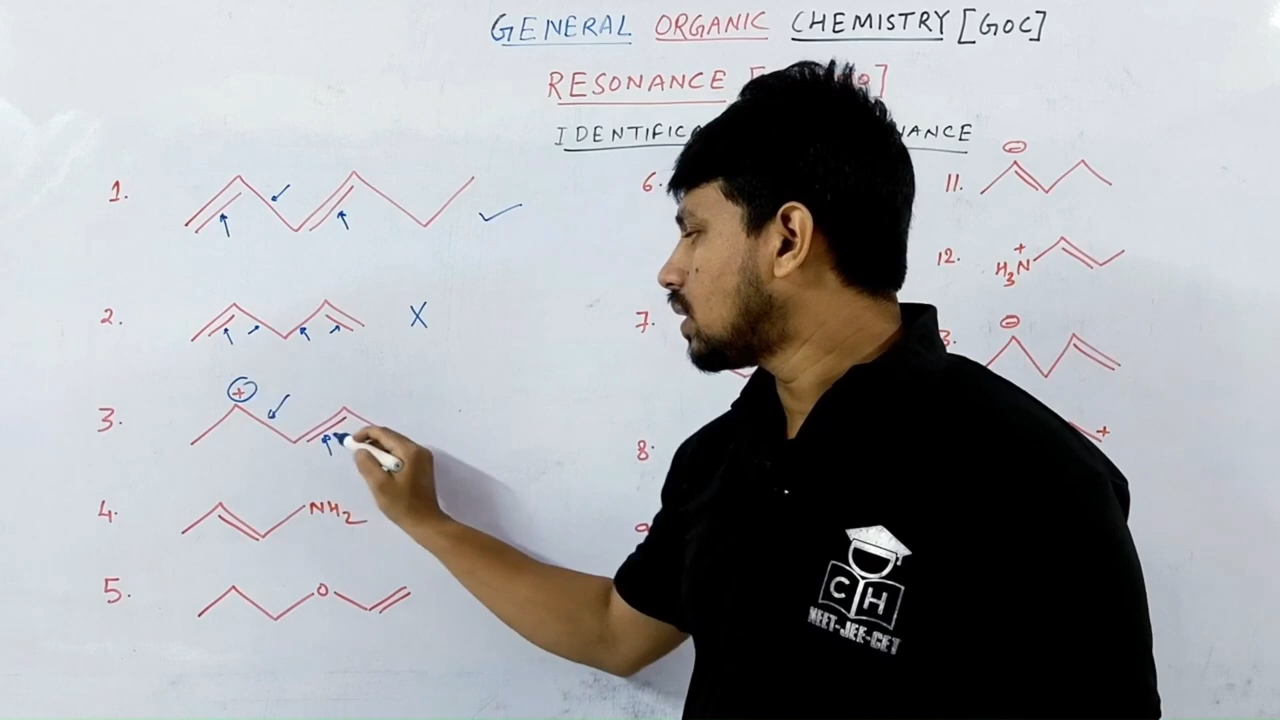 GENERAL ORGANIC CHEMISTRY [GOC]
RESONANCE [
IDENTIFIC
1.
2. X
3. +
4. NH2
5. O
6.
7.
8.
11. ⊖
12. H3N+
⊖
+
CH
NEET-JEE-CET